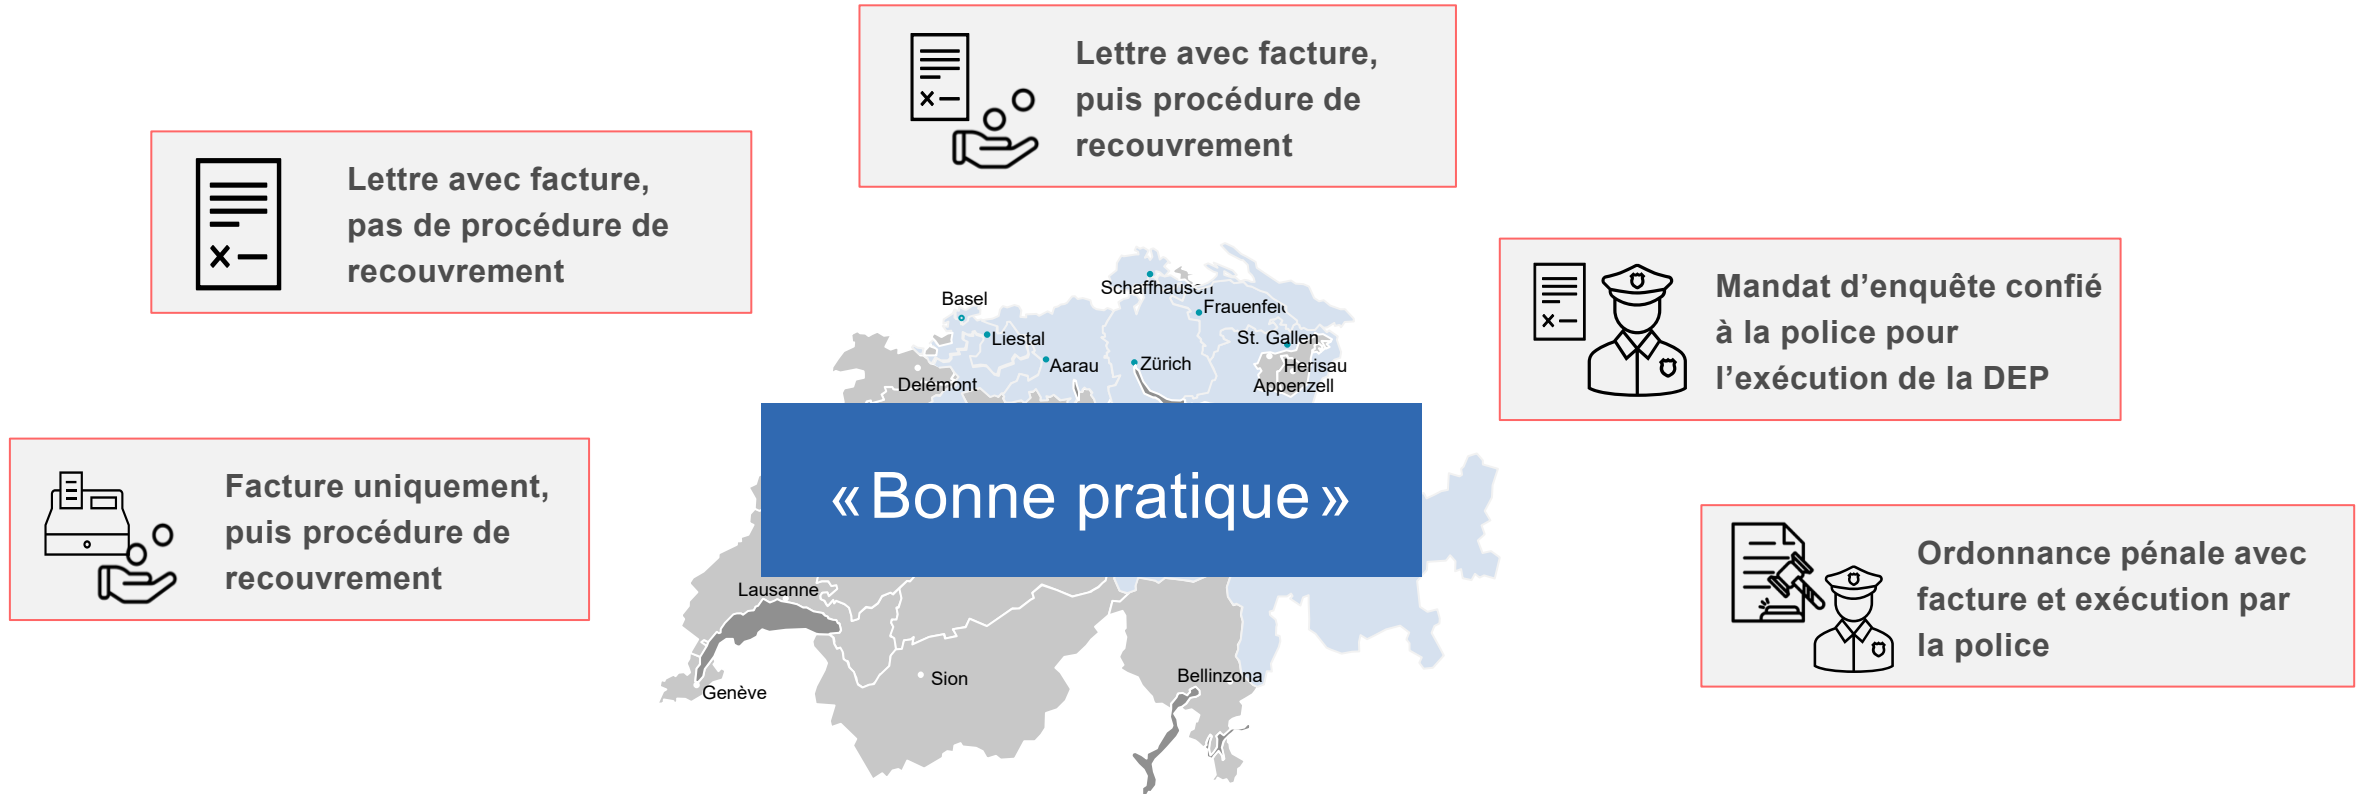 Lettre avec facture,
puis procédure de
recouvrement
Lettre avec facture,
pas de procédure de
recouvrement
Mandat d’enquête confié
à la police pour
l’exécution de la DEP
Facture uniquement,
puis procédure de
recouvrement
Ordonnance pénale avec
facture et exécution par
la police
Schaffhausen
Basel
Frauenfeld
Liestal
St. Gallen
Aarau
Zürich
Herisau
Delémont
Appenzell
« Bonne pratique »
Lausanne
Genève
Sion
Bellinzona